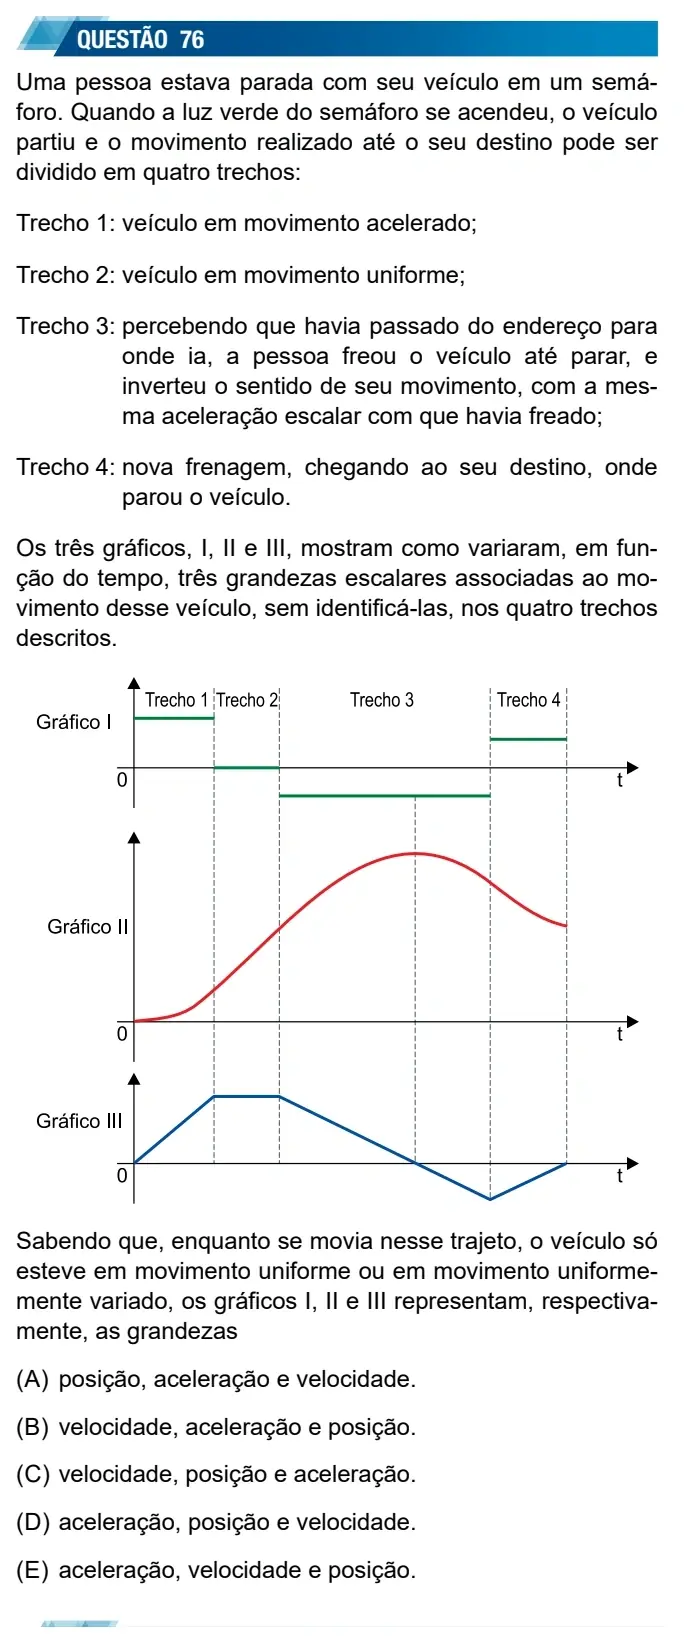 QUESTÃO 76
Uma pessoa estava parada com seu veículo em um semá-
foro. Quando a luz verde do semáforo se acendeu, o veículo
partiu e o movimento realizado até o seu destino pode ser
dividido em quatro trechos:
Trecho 1: veículo em movimento acelerado;
Trecho 2: veículo em movimento uniforme;
Trecho 3: percebendo que havia passado do endereço para
onde ia, a pessoa freou o veículo até parar, e
inverteu o sentido de seu movimento, com a mes-
ma aceleração escalar com que havia freado;
Trecho 4: nova frenagem, chegando ao seu destino, onde
parou o veículo.
Os três gráficos, I, II e III, mostram como variaram, em fun-
ção do tempo, três grandezas escalares associadas ao mo-
vimento desse veículo, sem identificá-las, nos quatro trechos
descritos.
Trecho 1 Trecho 2 Trecho 3 Trecho 4
Gráfico I
0 t
Gráfico II
0 t
Gráfico III
0 t
Sabendo que, enquanto se movia nesse trajeto, o veículo só
esteve em movimento uniforme ou em movimento uniforme-
mente variado, os gráficos I, II e III representam, respectiva-
mente, as grandezas
(A) posição, aceleração e velocidade.
(B) velocidade, aceleração e posição.
(C) velocidade, posição e aceleração.
(D) aceleração, posição e velocidade.
(E) aceleração, velocidade e posição.